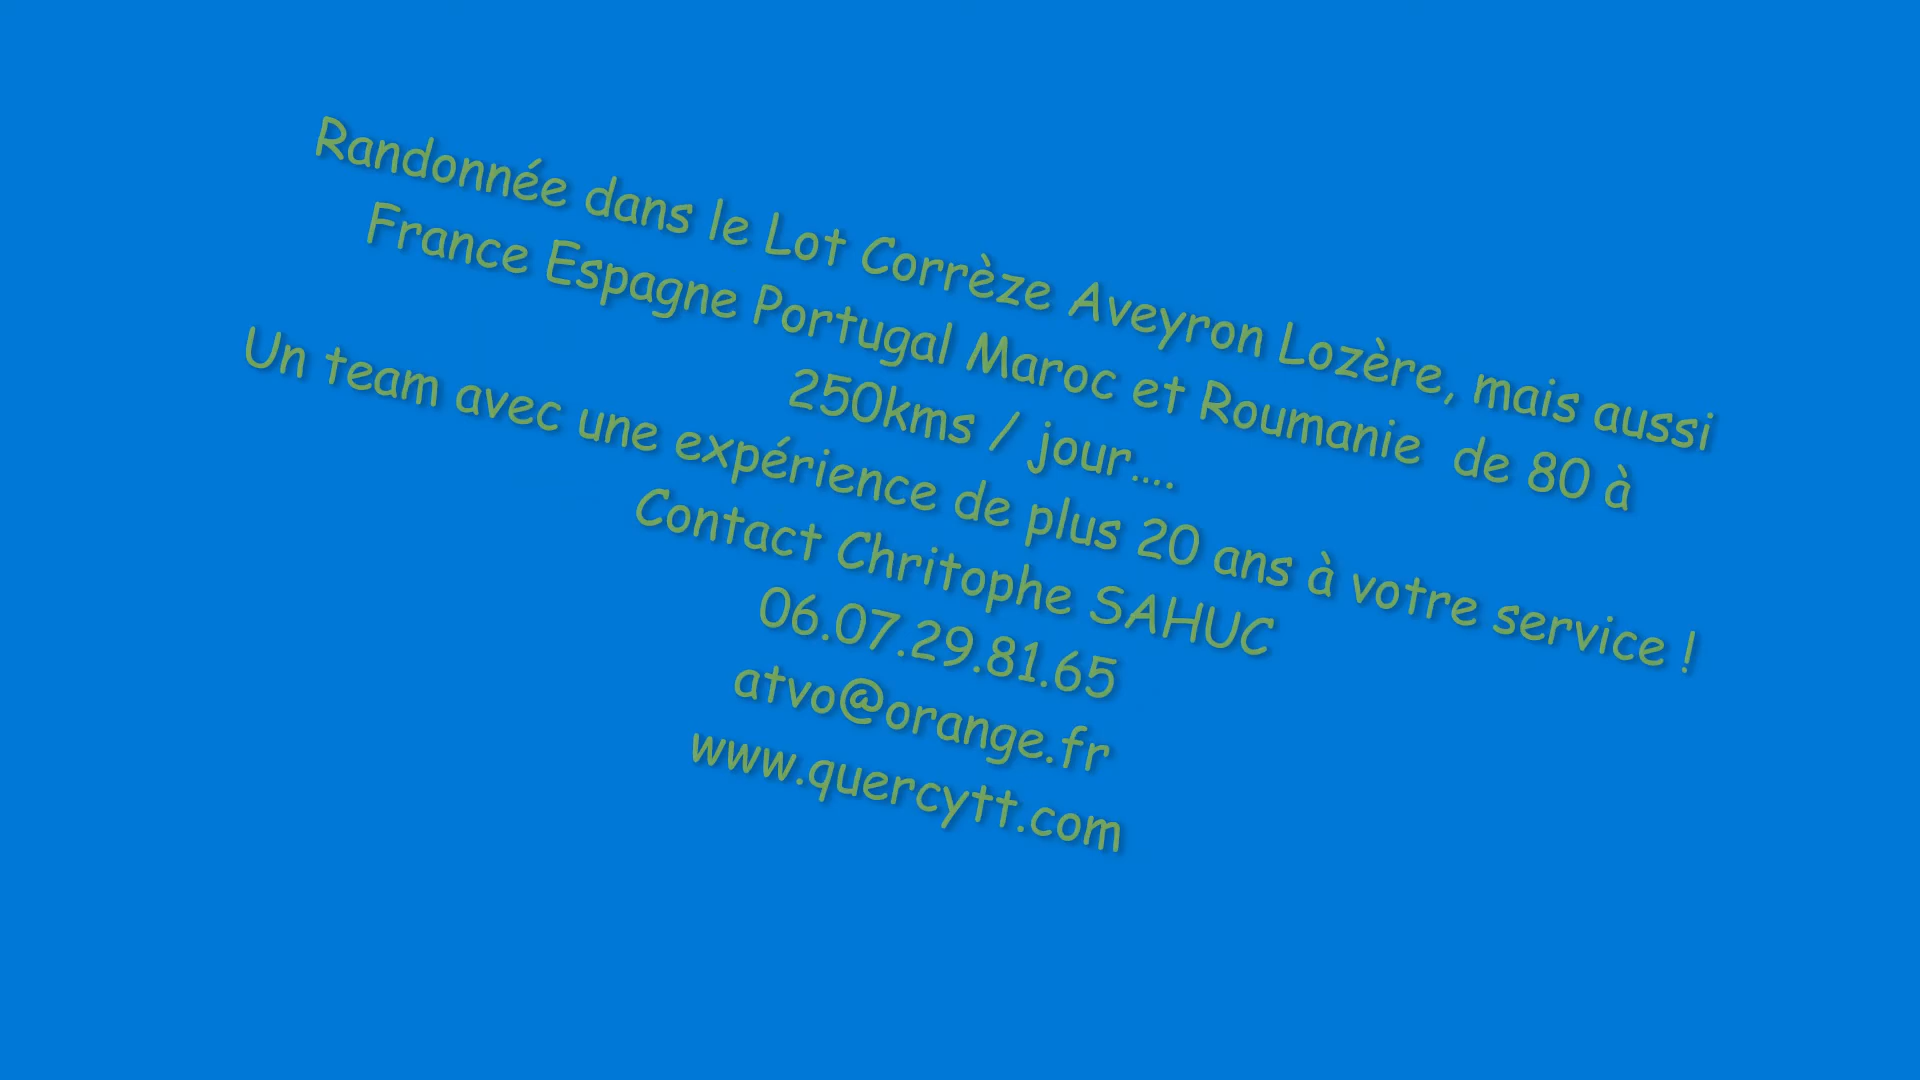 Randonnée dans le Lot Corrèze Aveyron Lozère, mais aussi
France Espagne Portugal Maroc et Roumanie  de 80 à
250kms / jour....
Un team avec une expérience de plus 20 ans à votre service !
Contact Chritophe SAHUC
06.07.29.81.65
atvo@orange.fr
www.quercytt.com